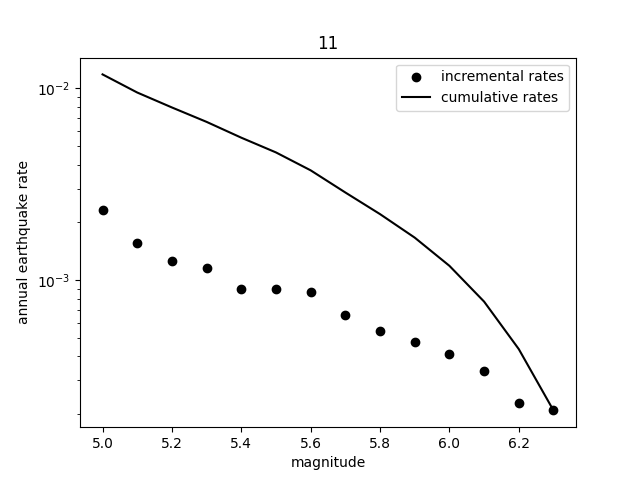 11
incremental rates
cumulative rates
annual earthquake rate
10⁻²
10⁻³
5.0 5.2 5.4 5.6 5.8 6.0 6.2
magnitude